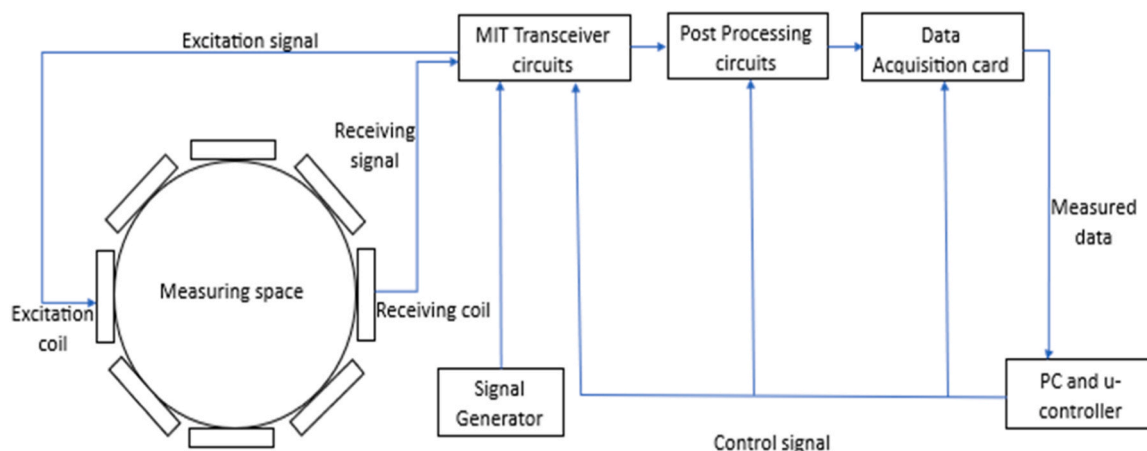 Excitation signal
MIT Transceiver
circuits
Post Processing
circuits
Data
Acquisition card
Receiving
signal
Measured
data
Measuring space
Excitation
coil
Receiving coil
Signal
Generator
PC and u-
controller
Control signal